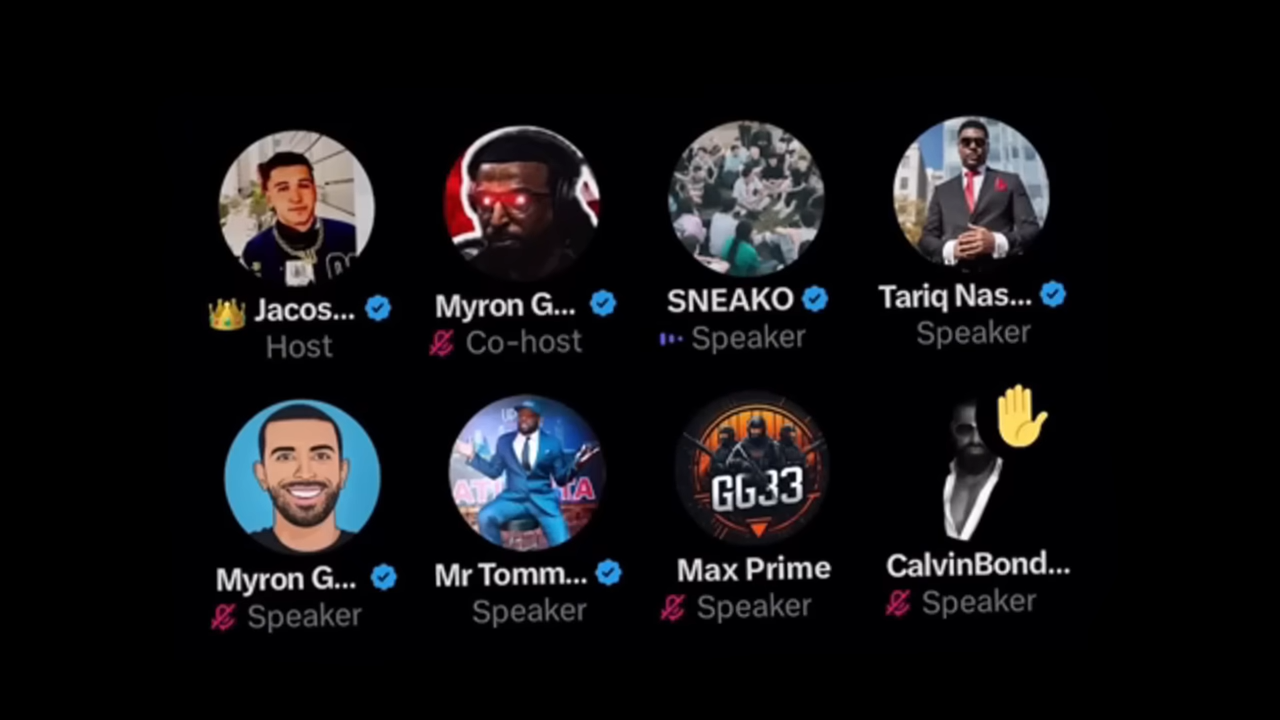 Jacos...
Host
Myron G...
Co-host
SNEAKO
Speaker
Tariq Nas...
Speaker
Myron G...
Speaker
UP
Mr Tomm...
Speaker
GG33
Max Prime
Speaker
CalvinBond...
Speaker